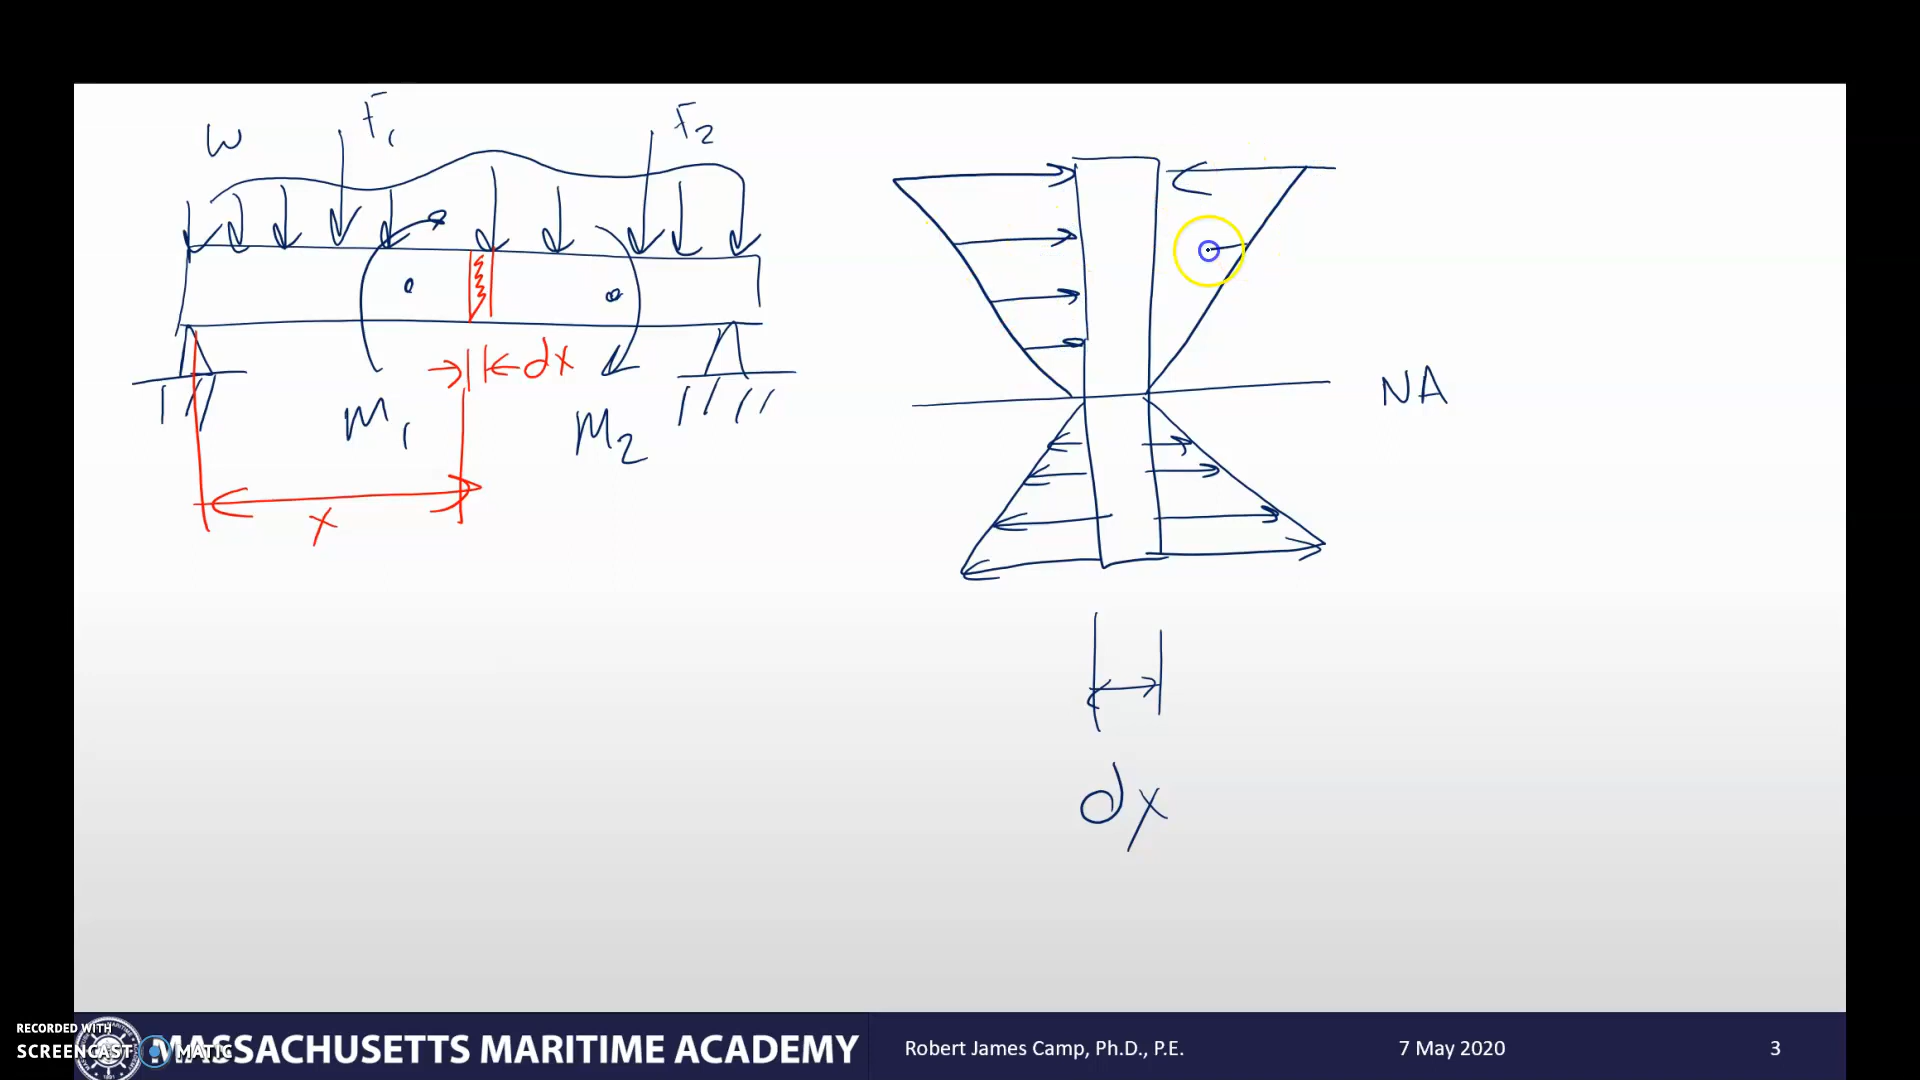 w
F1
F2
dx
M1
M2
x
NA
dx
RECORDED WITH
SCREENCAST MATIC
MASSACHUSETTS MARITIME ACADEMY
Robert James Camp, Ph.D., P.E.
7 May 2020
3